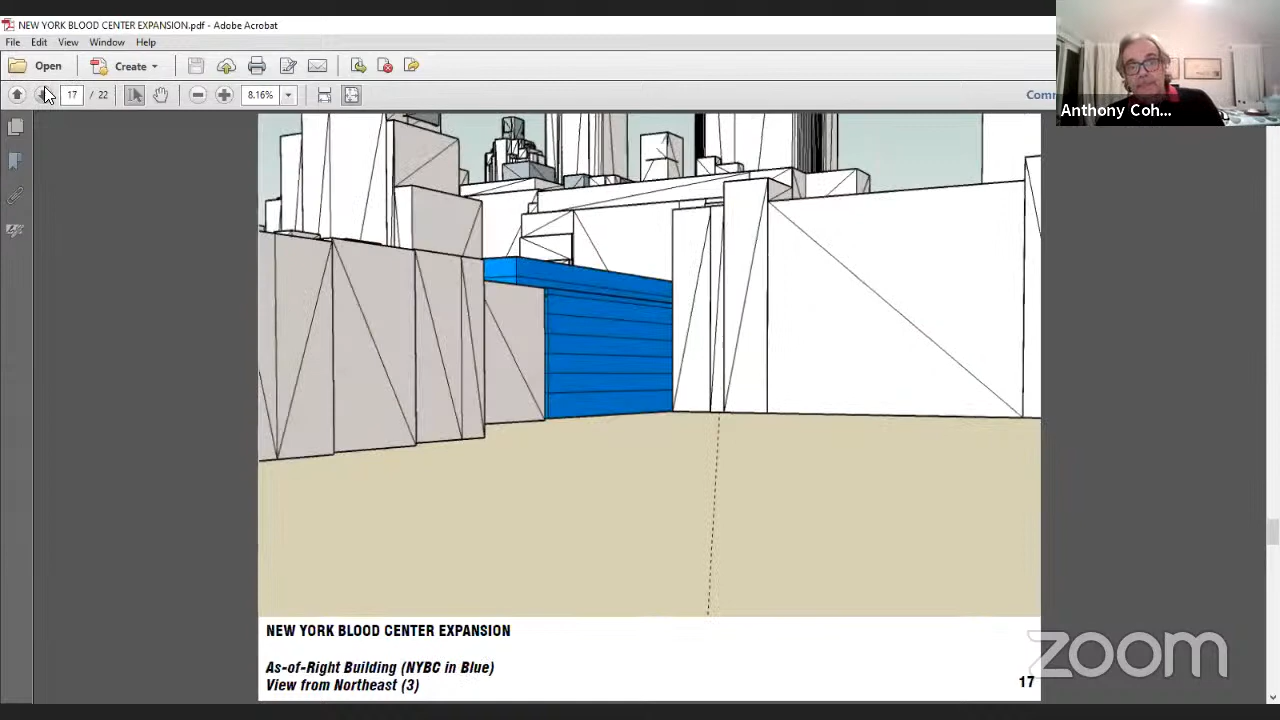 NEW YORK BLOOD CENTER EXPANSION.pdf - Adobe Acrobat
File Edit View Window Help
Open Create
17 / 22 8.16% Comm
Anthony Coh...
NEW YORK BLOOD CENTER EXPANSION
As-of-Right Building (NYBC in Blue)
View from Northeast (3)
17
zoom